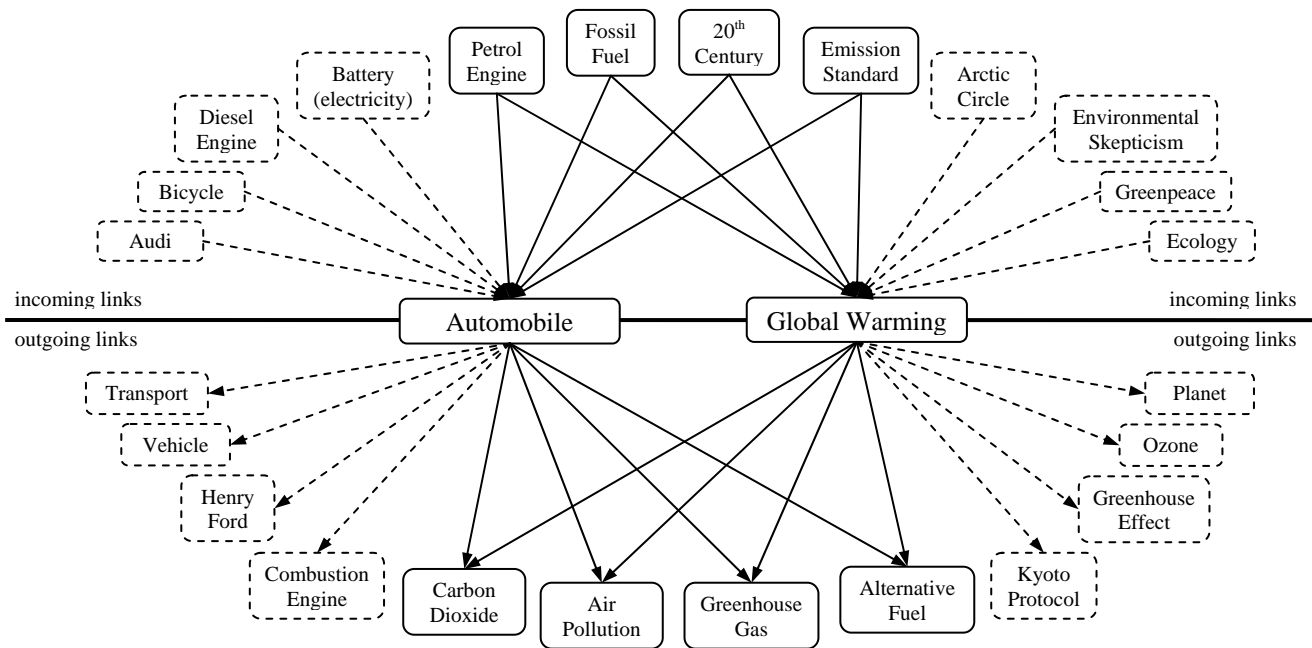 Battery
(electricity)
Petrol
Engine
Fossil
Fuel
20th
Century
Emission
Standard
Arctic
Circle
Diesel
Engine
Environmental
Skepticism
Bicycle
Greenpeace
Audi
Ecology
incoming links
incoming links
Automobile
Global Warming
outgoing links
outgoing links
Transport
Planet
Vehicle
Ozone
Henry
Ford
Greenhouse
Effect
Combustion
Engine
Carbon
Dioxide
Air
Pollution
Greenhouse
Gas
Alternative
Fuel
Kyoto
Protocol